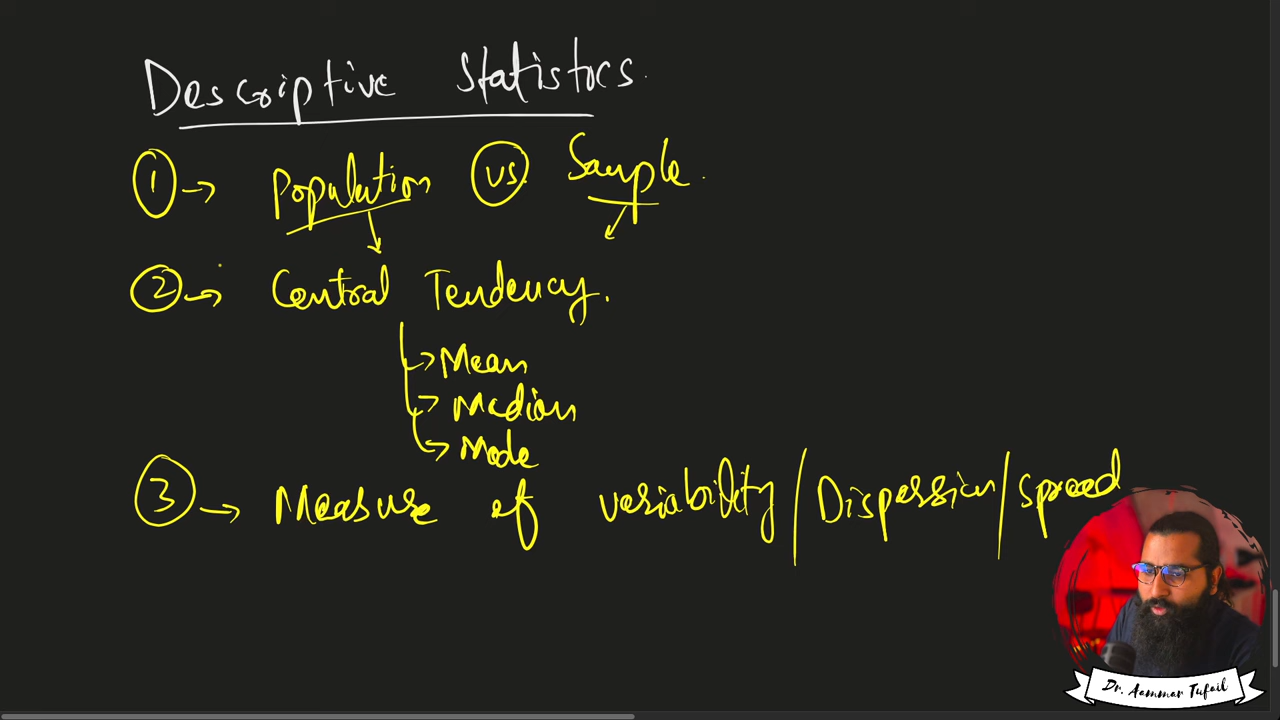 Descriptive Statistics.
① → Population vs Sample.
② → Central Tendency.
→ Mean
→ Median
→ Mode
③ → Measure of variability / Dispession / spread
Dr. Aammar Tufail